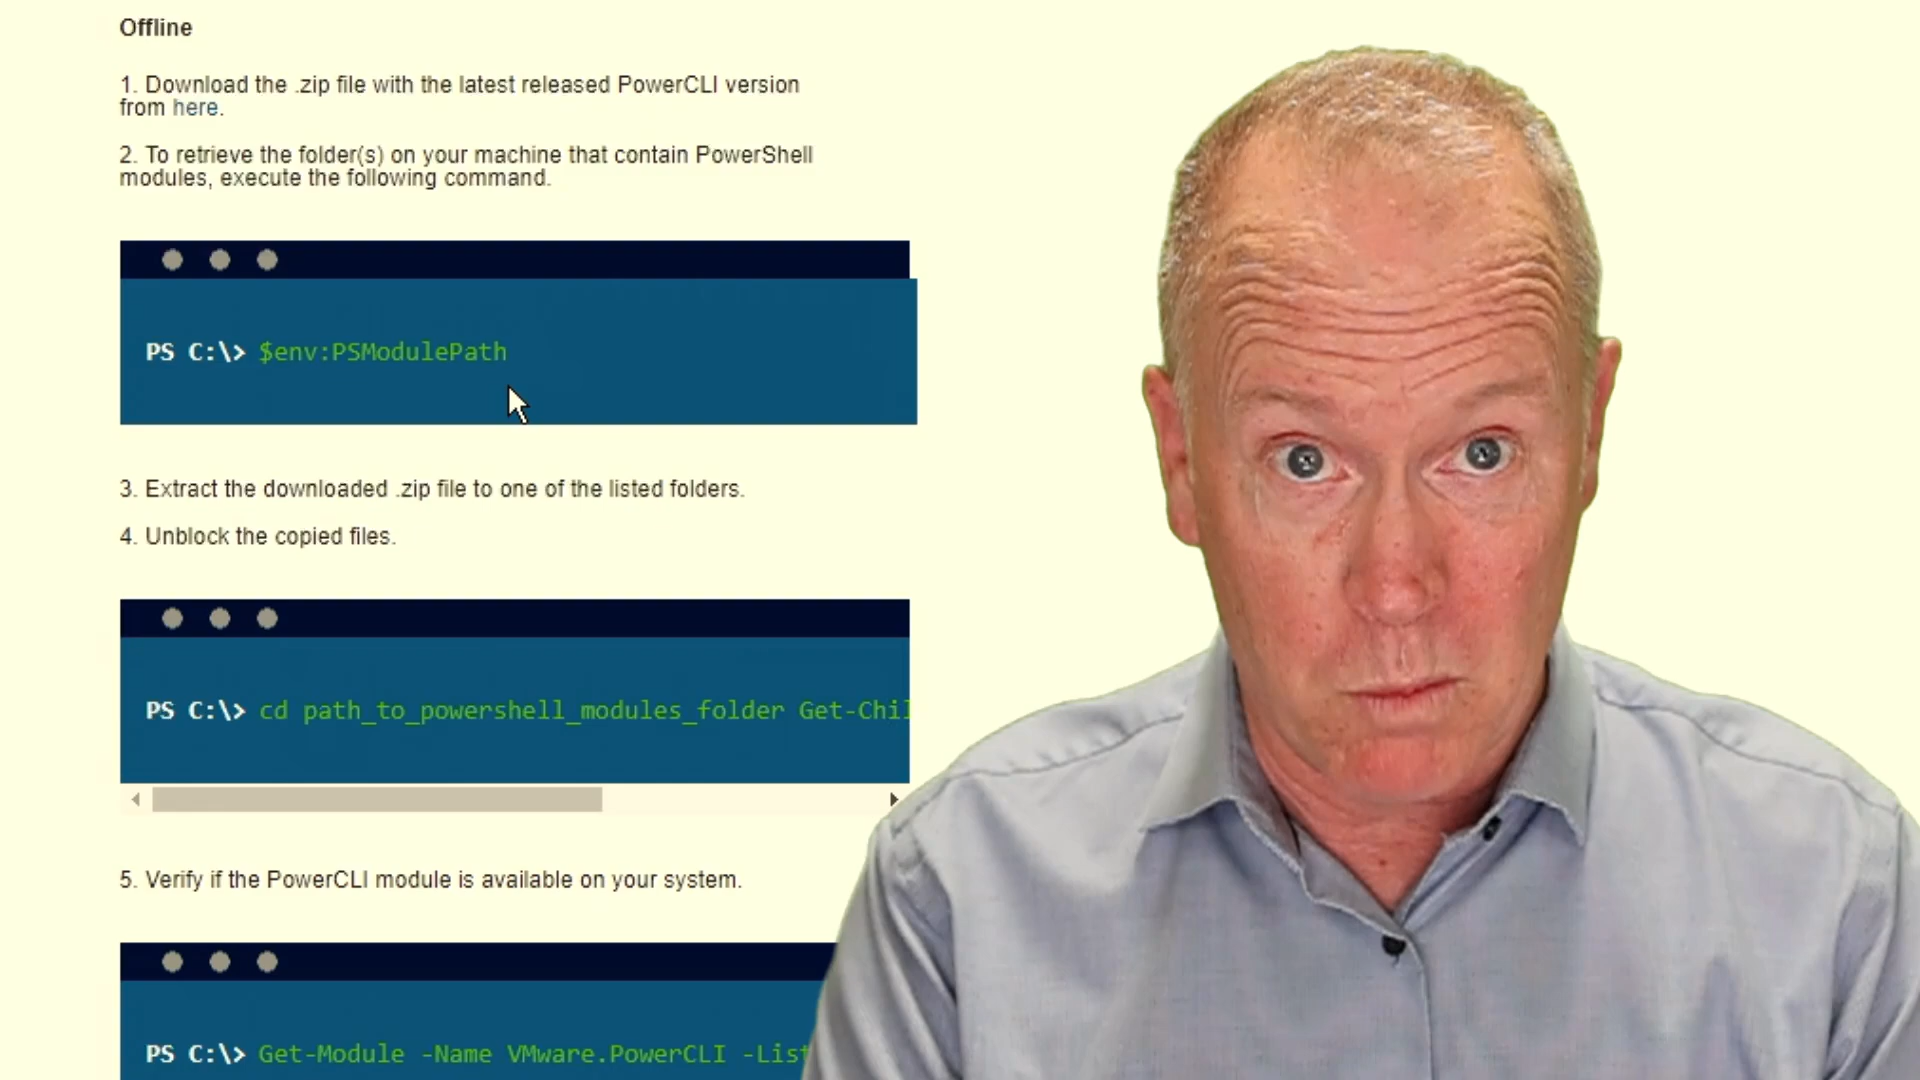 Offline
1. Download the .zip file with the latest released PowerCLI version
from here.
2. To retrieve the folder(s) on your machine that contain PowerShell
modules, execute the following command.
PS C:\> $env:PSModulePath
3. Extract the downloaded .zip file to one of the listed folders.
4. Unblock the copied files.
PS C:\> cd path_to_powershell_modules_folder Get-Chil
5. Verify if the PowerCLI module is available on your system.
PS C:\> Get-Module -Name VMware.PowerCLI -List